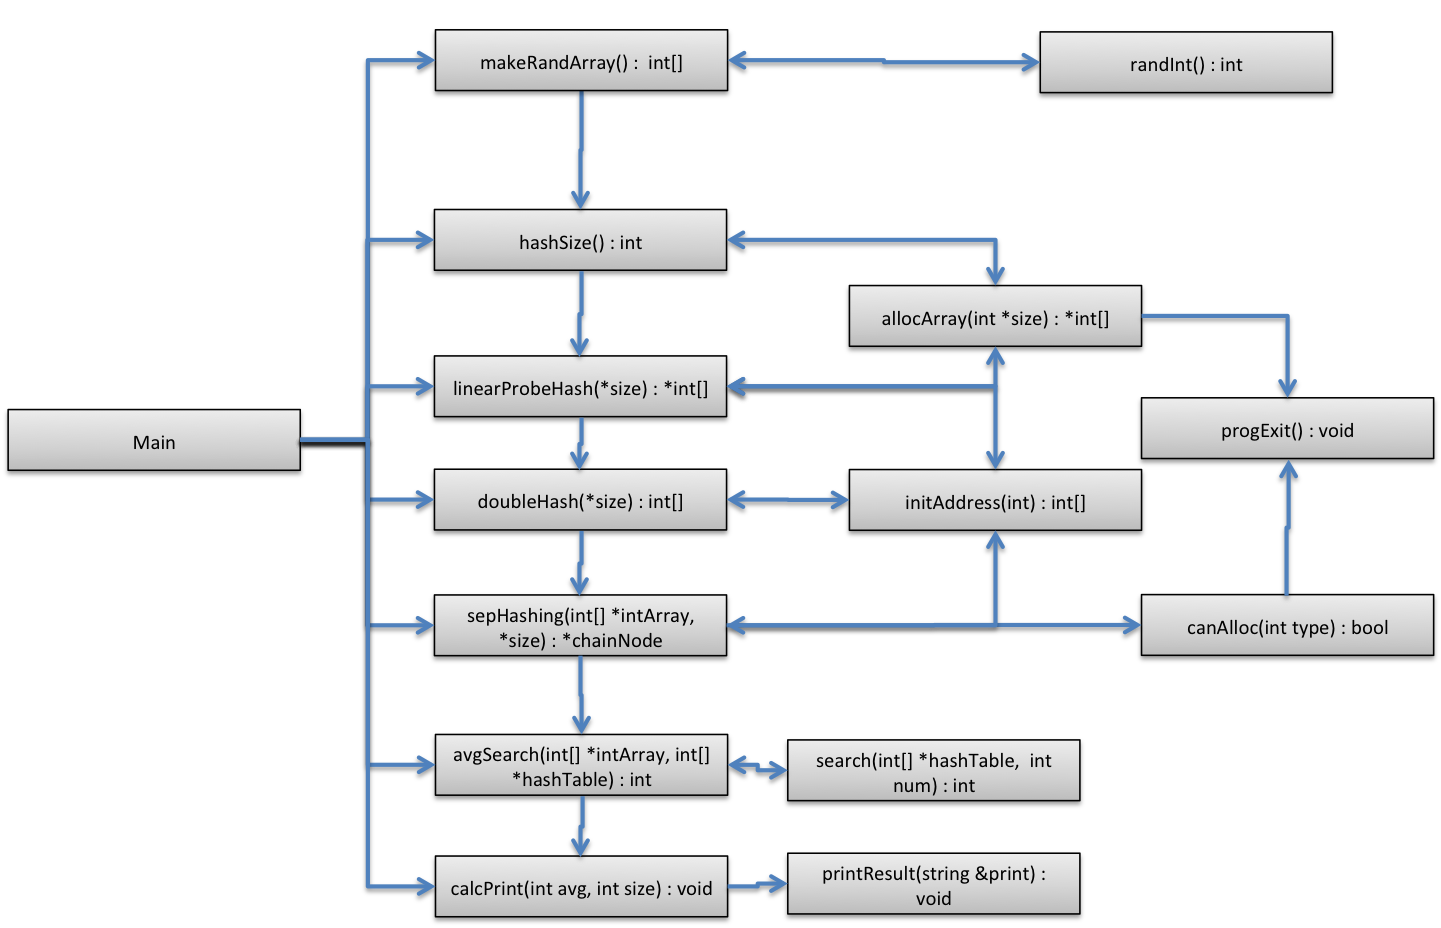 makeRandArray() :  int[]
randInt() : int
hashSize() : int
allocArray(int *size) : *int[]
linearProbeHash(*size) : *int[]
progExit() : void
Main
doubleHash(*size) : int[]
initAddress(int) : int[]
sepHashing(int[] *intArray,
*size) : *chainNode
canAlloc(int type) : bool
avgSearch(int[] *intArray, int[]
*hashTable) : int
search(int[] *hashTable,  int
num) : int
calcPrint(int avg, int size) : void
printResult(string &print) :
void